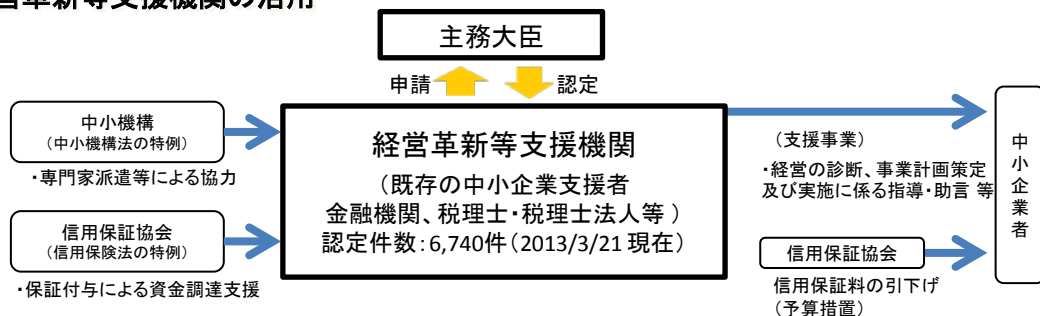 営革新等支援機関の活用
主務大臣
申請
認定
中小機構
（中小機構法の特例）
・専門家派遣等による協力
信用保証協会
（信用保険法の特例）
・保証付与による資金調達支援
経営革新等支援機関
（既存の中小企業支援者
金融機関、税理士・税理士法人等）
認定件数：6,740件（2013/3/21 現在）
（支援事業）
・経営の診断、事業計画策定
及び実施に係る指導・助言 等
信用保証協会
信用保証料の引下げ
（予算措置）
中小企業者